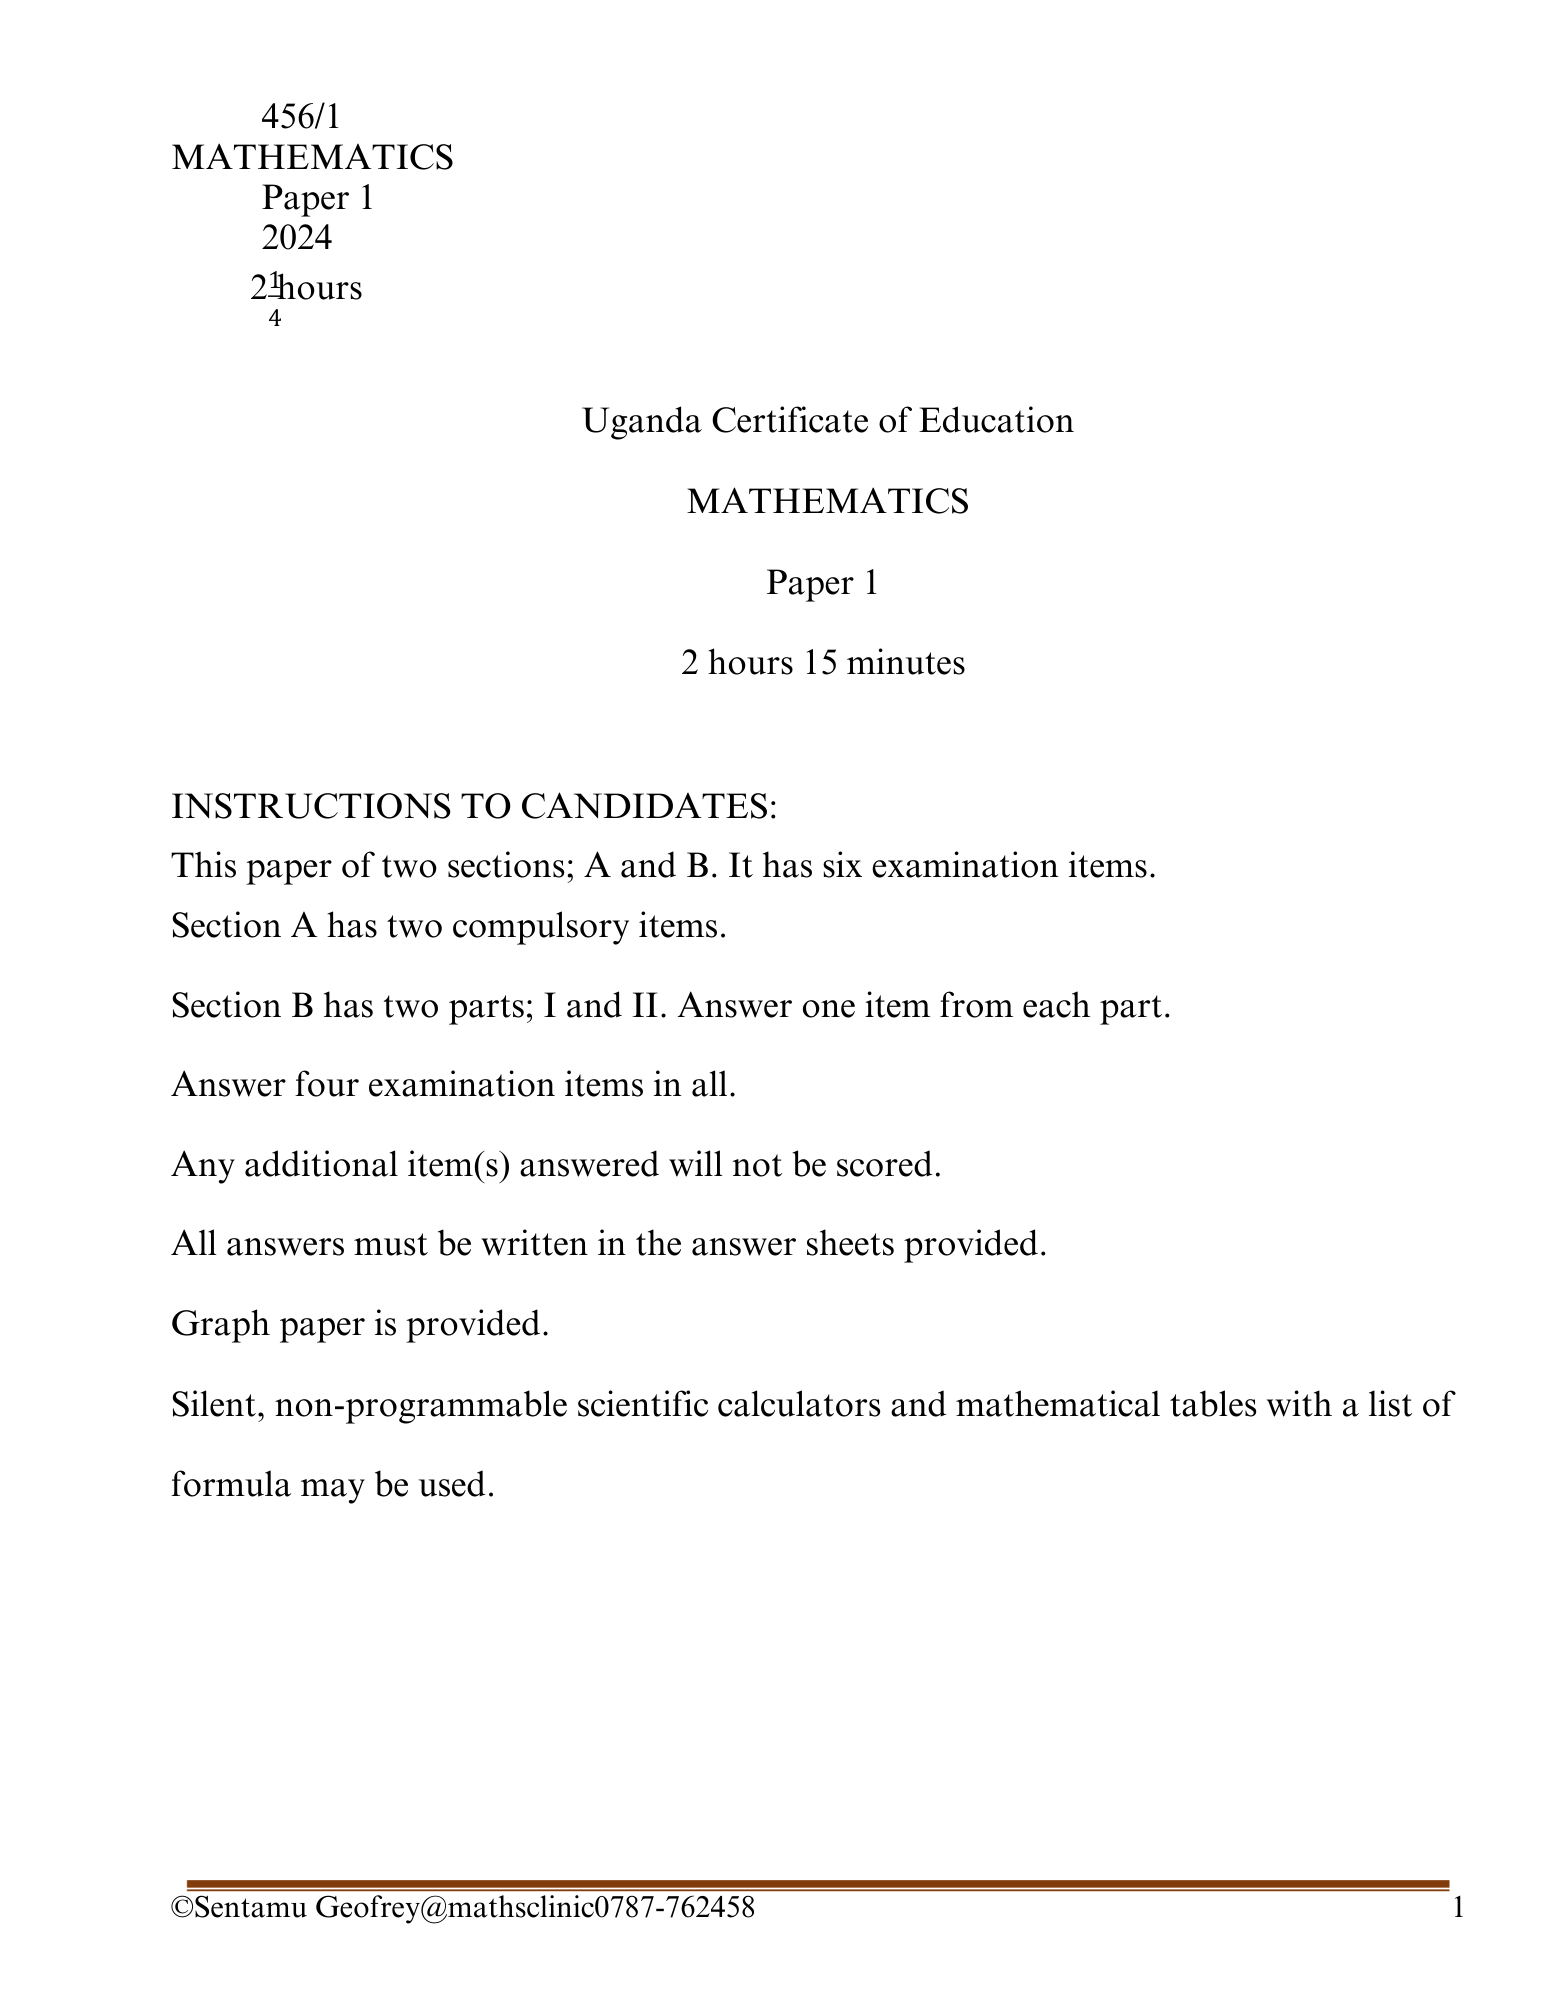 456/1
MATHEMATICS
Paper 1
2024
2 1/4 hours
Uganda Certificate of Education
MATHEMATICS
Paper 1
2 hours 15 minutes
INSTRUCTIONS TO CANDIDATES:
This paper of two sections; A and B. It has six examination items.
Section A has two compulsory items.
Section B has two parts; I and II. Answer one item from each part.
Answer four examination items in all.
Any additional item(s) answered will not be scored.
All answers must be written in the answer sheets provided.
Graph paper is provided.
Silent, non-programmable scientific calculators and mathematical tables with a list of
formula may be used.
©Sentamu Geofrey@mathsclinic0787-762458 1